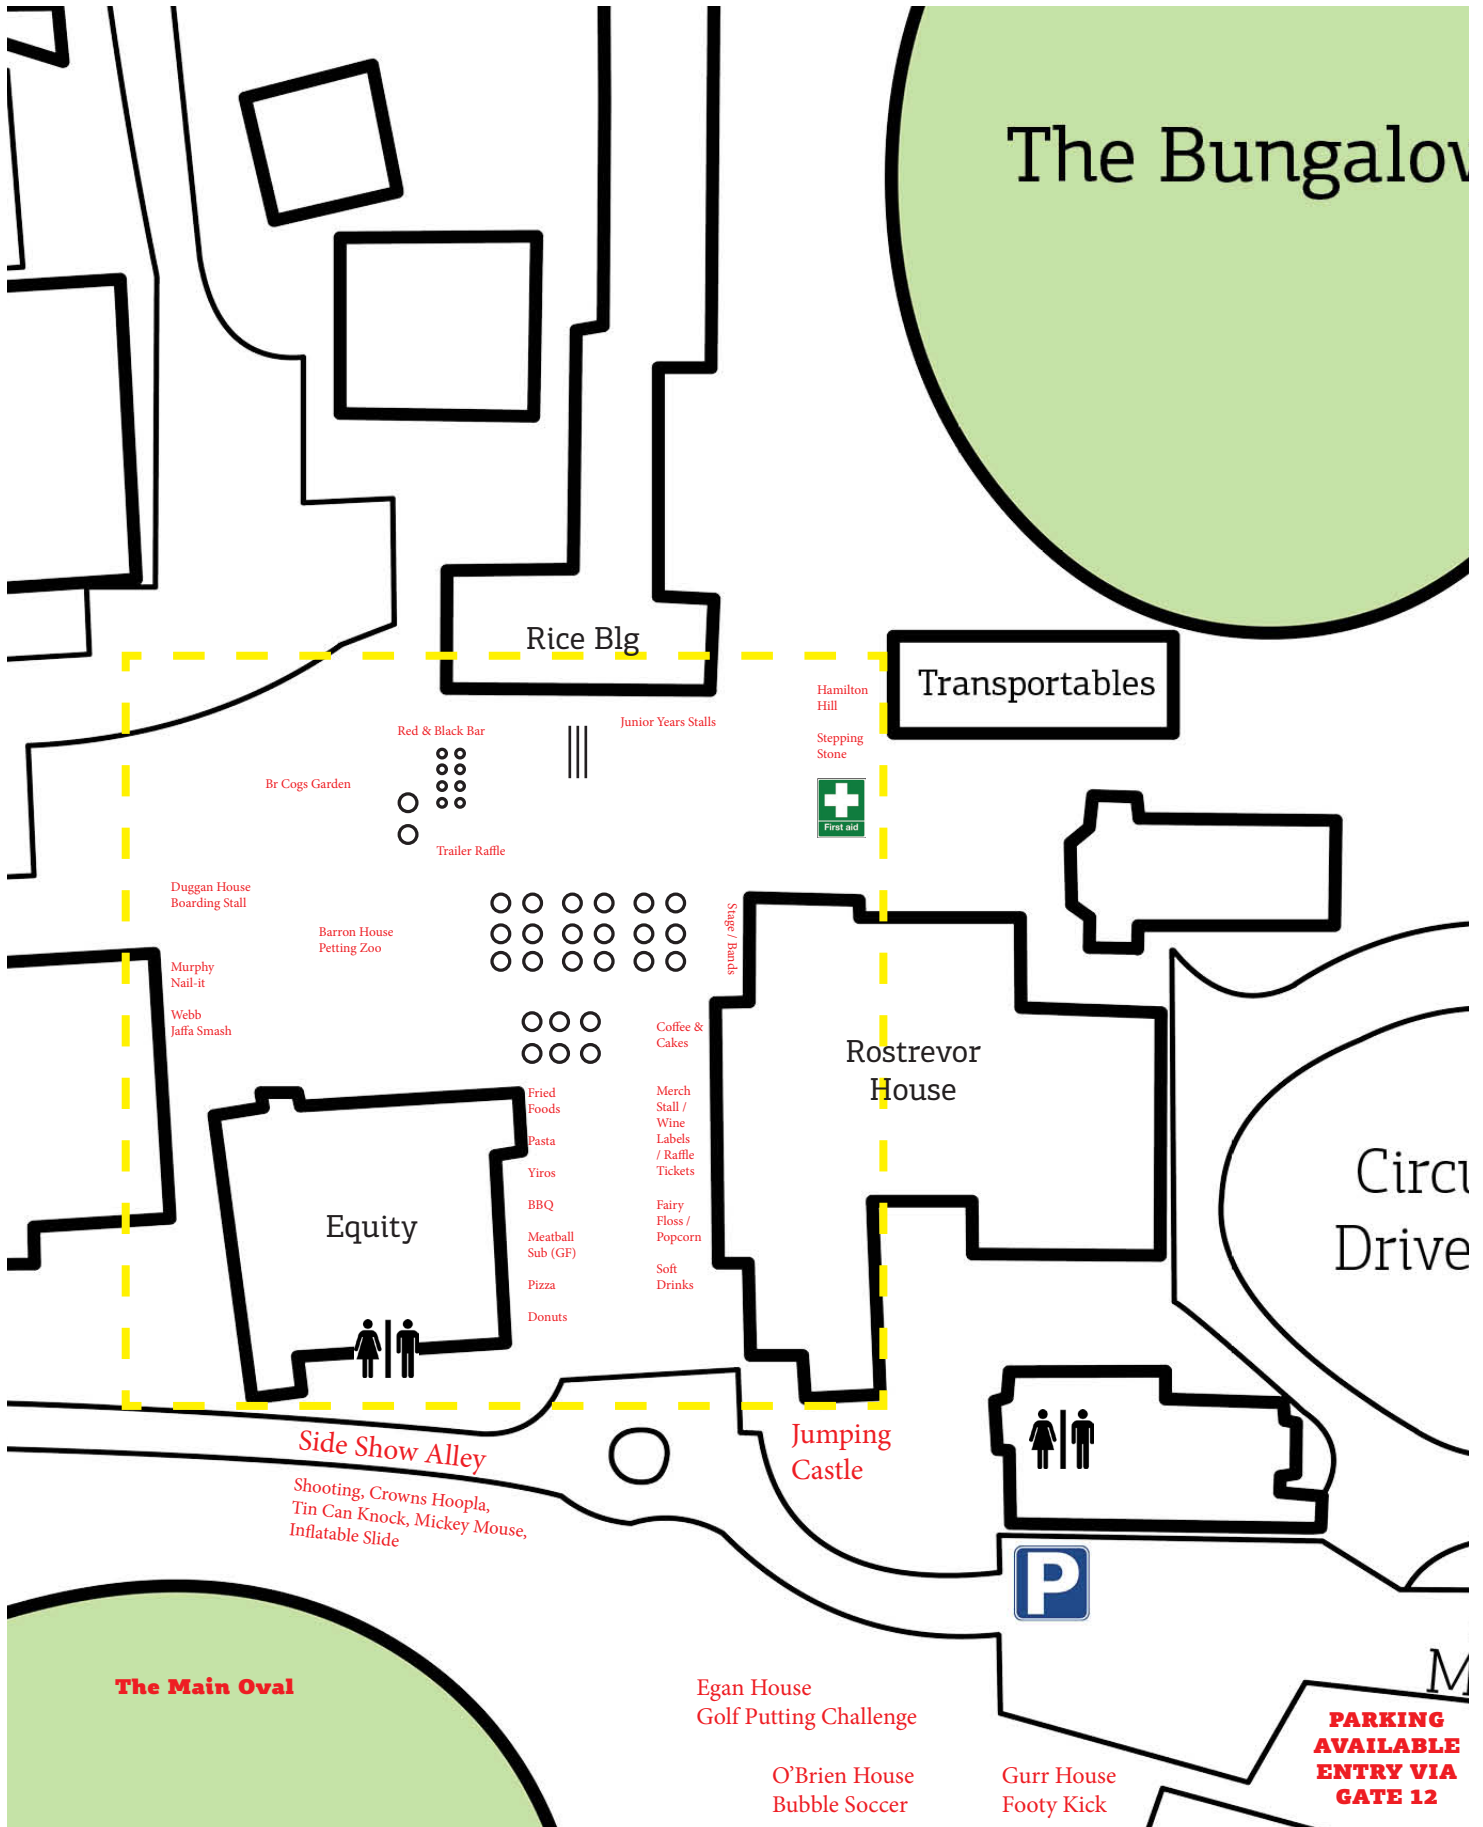 The Bungalow
Rice Blg
Transportables
Hamilton
Hill
Stepping
Stone
First aid
Junior Years Stalls
Red & Black Bar
Br Cogs Garden
Trailer Raffle
Duggan House
Boarding Stall
Barron House
Petting Zoo
Murphy
Nail-it
Webb
Jaffa Smash
Stage / Bands
Coffee &
Cakes
Rostrevor
House
Fried
Foods
Pasta
Yiros
BBQ
Meatball
Sub (GF)
Pizza
Donuts
Merch
Stall /
Wine
Labels
/ Raffle
Tickets
Fairy
Floss /
Popcorn
Soft
Drinks
Equity
Circu
Drive
Side Show Alley
Shooting, Crowns Hoopla,
Tin Can Knock, Mickey Mouse,
Inflatable Slide
Jumping
Castle
P
The Main Oval
Egan House
Golf Putting Challenge
O'Brien House
Bubble Soccer
Gurr House
Footy Kick
M
PARKING
AVAILABLE
ENTRY VIA
GATE 12